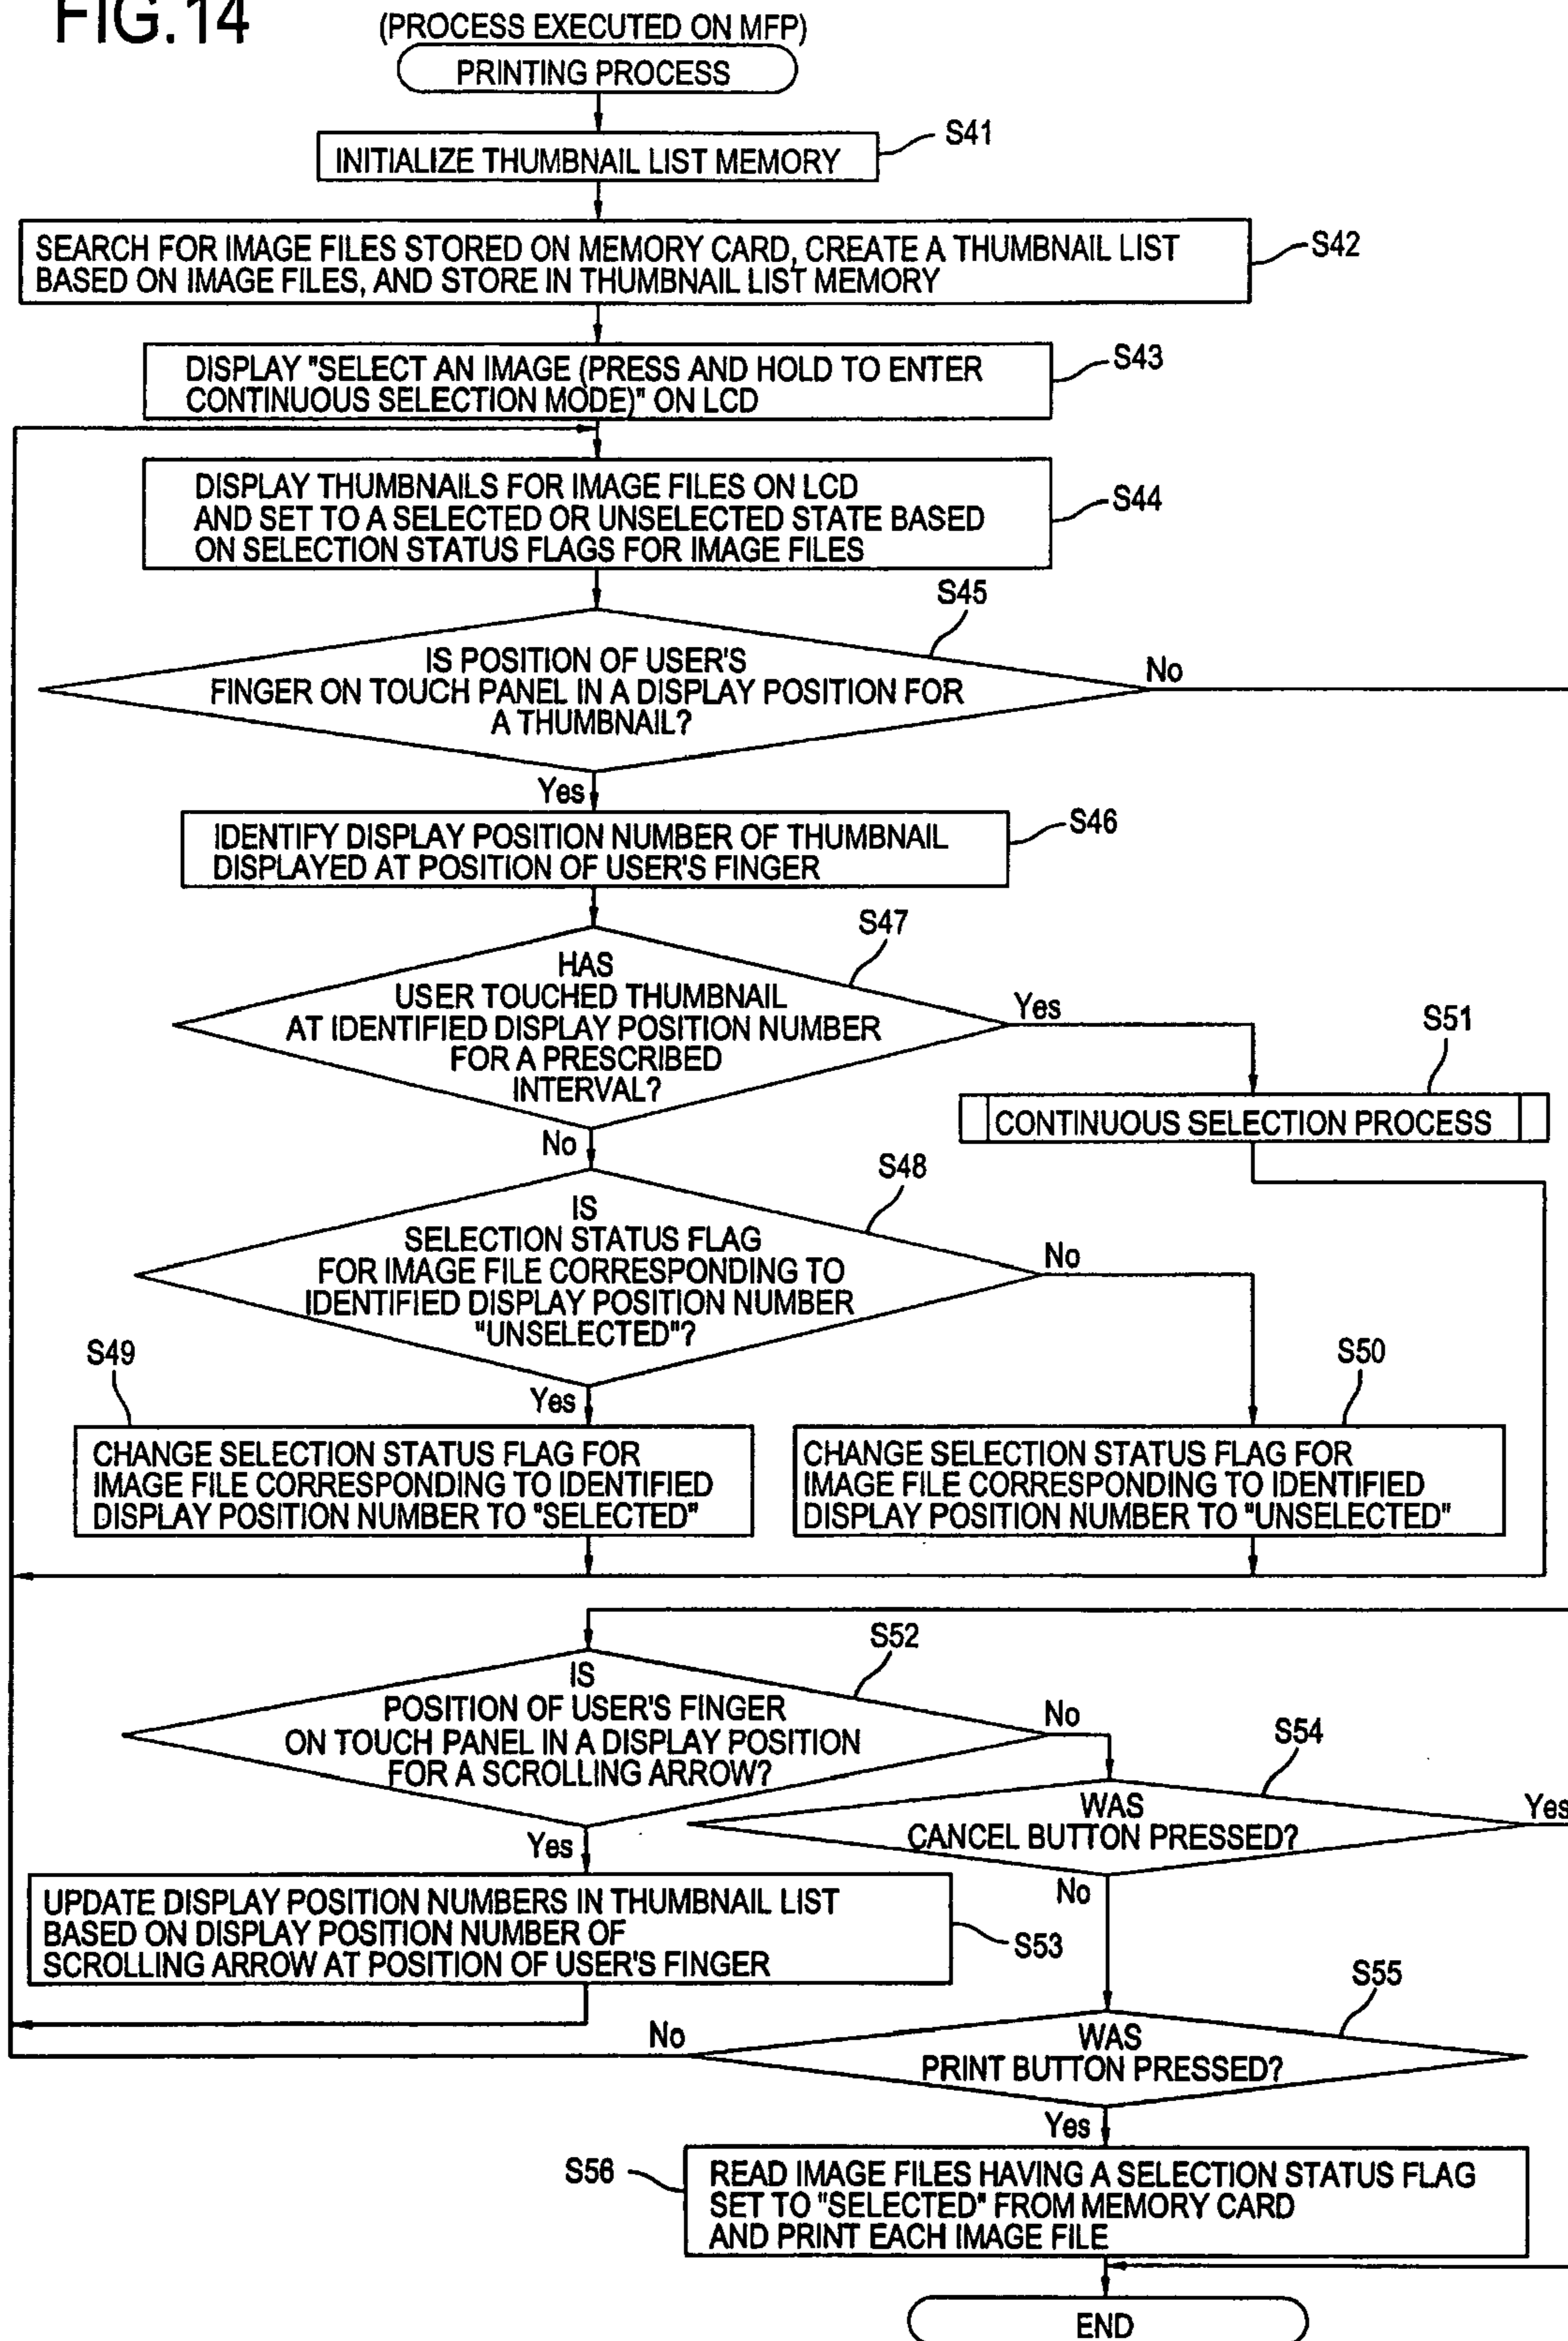 FIG.14
(PROCESS EXECUTED ON MFP)
PRINTING PROCESS
S41
INITIALIZE THUMBNAIL LIST MEMORY
S42
SEARCH FOR IMAGE FILES STORED ON MEMORY CARD, CREATE A THUMBNAIL LIST
BASED ON IMAGE FILES, AND STORE IN THUMBNAIL LIST MEMORY
S43
DISPLAY "SELECT AN IMAGE (PRESS AND HOLD TO ENTER
CONTINUOUS SELECTION MODE)" ON LCD
S44
DISPLAY THUMBNAILS FOR IMAGE FILES ON LCD
AND SET TO A SELECTED OR UNSELECTED STATE BASED
ON SELECTION STATUS FLAGS FOR IMAGE FILES
S45
IS POSITION OF USER'S
FINGER ON TOUCH PANEL IN A DISPLAY POSITION FOR
A THUMBNAIL?
No
Yes
S46
IDENTIFY DISPLAY POSITION NUMBER OF THUMBNAIL
DISPLAYED AT POSITION OF USER'S FINGER
S47
HAS
USER TOUCHED THUMBNAIL
AT IDENTIFIED DISPLAY POSITION NUMBER
FOR A PRESCRIBED
INTERVAL?
Yes
S51
CONTINUOUS SELECTION PROCESS
No
S48
IS
SELECTION STATUS FLAG
FOR IMAGE FILE CORRESPONDING TO
IDENTIFIED DISPLAY POSITION NUMBER
"UNSELECTED"?
No
S49
Yes
S50
CHANGE SELECTION STATUS FLAG FOR
IMAGE FILE CORRESPONDING TO IDENTIFIED
DISPLAY POSITION NUMBER TO "SELECTED"
CHANGE SELECTION STATUS FLAG FOR
IMAGE FILE CORRESPONDING TO IDENTIFIED
DISPLAY POSITION NUMBER TO "UNSELECTED"
S52
IS
POSITION OF USER'S FINGER
ON TOUCH PANEL IN A DISPLAY POSITION
FOR A SCROLLING ARROW?
No
S54
WAS
CANCEL BUTTON PRESSED?
Yes
Yes
No
UPDATE DISPLAY POSITION NUMBERS IN THUMBNAIL LIST
BASED ON DISPLAY POSITION NUMBER OF
SCROLLING ARROW AT POSITION OF USER'S FINGER
S53
S55
No
WAS
PRINT BUTTON PRESSED?
Yes
S56
READ IMAGE FILES HAVING A SELECTION STATUS FLAG
SET TO "SELECTED" FROM MEMORY CARD
AND PRINT EACH IMAGE FILE
END